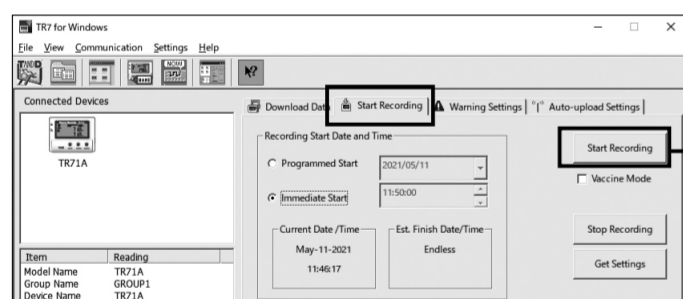 TR7 for Windows
File View Communication Settings Help
Connected Devices
TR71A
Item Reading
Model Name TR71A
Group Name GROUP1
Device Name TR71A
Download Data Start Recording Warning Settings Auto-upload Settings
Recording Start Date and Time
Programmed Start 2021/05/11
Immediate Start 11:50:00
Current Date /Time Est. Finish Date/Time
May-11-2021 Endless
11:46:17
Start Recording
Vaccine Mode
Stop Recording
Get Settings